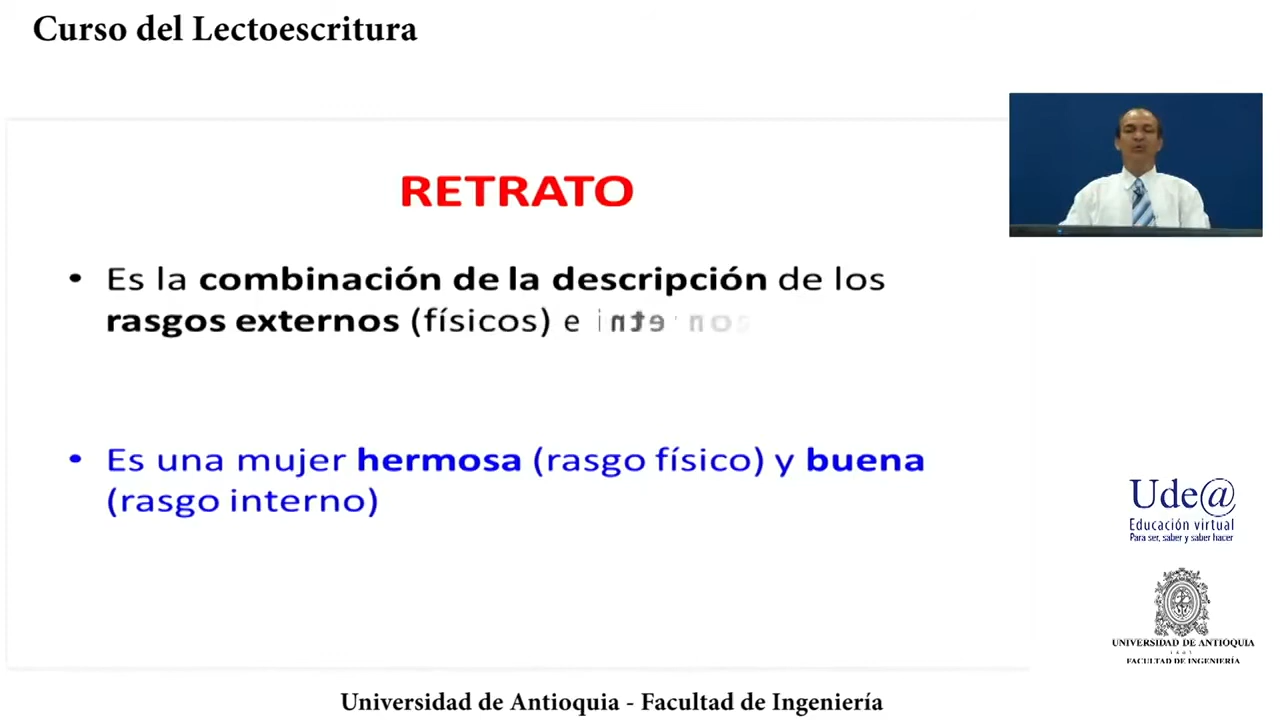 Curso del Lectoescritura
RETRATO
• Es la combinación de la descripción de los
rasgos externos (físicos) e internos
• Es una mujer hermosa (rasgo físico) y buena
(rasgo interno)
Ude@
Educación virtual
Para ser, saber y saber hacer
UNIVERSIDAD DE ANTIOQUIA
1803
FACULTAD DE INGENIERÍA
Universidad de Antioquia - Facultad de Ingeniería